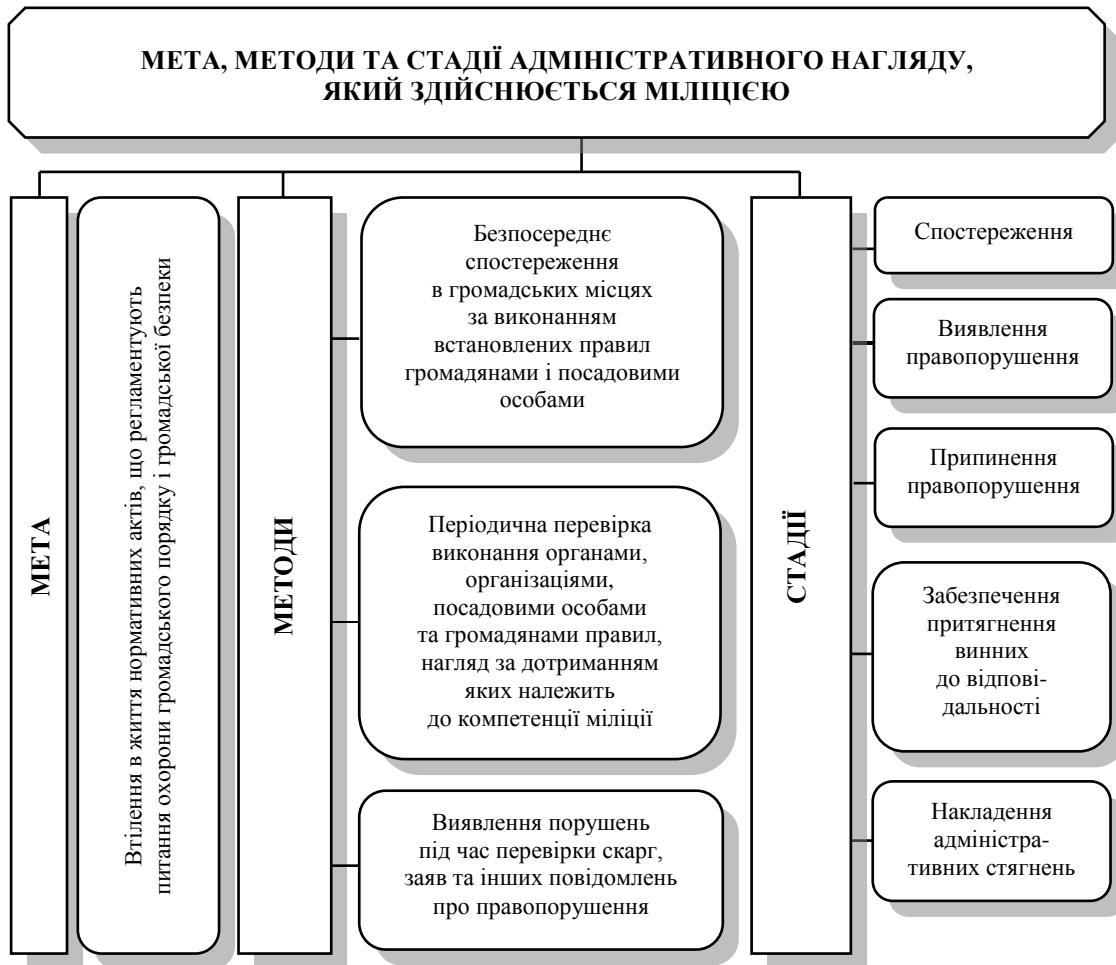 МЕТА, МЕТОДИ ТА СТАДІЇ АДМІНІСТРАТИВНОГО НАГЛЯДУ,
ЯКИЙ ЗДІЙСНЮЄТЬСЯ МІЛІЦІЄЮ
МЕТА
Втілення в життя нормативних актів, що регламентують
питання охорони громадського порядку і громадської безпеки
МЕТОДИ
Безпосереднє
спостереження
в громадських місцях
за виконанням
встановлених правил
громадянами і посадовими
особами
Періодична перевірка
виконання органами,
організаціями,
посадовими особами
та громадянами правил,
нагляд за дотриманням
яких належить
до компетенції міліції
Виявлення порушень
під час перевірки скарг,
заяв та інших повідомлень
про правопорушення
СТАДІЇ
Спостереження
Виявлення
правопорушення
Припинення
правопорушення
Забезпечення
притягнення
винних
до відпові-
дальності
Накладення
адміністра-
тивних стягнень